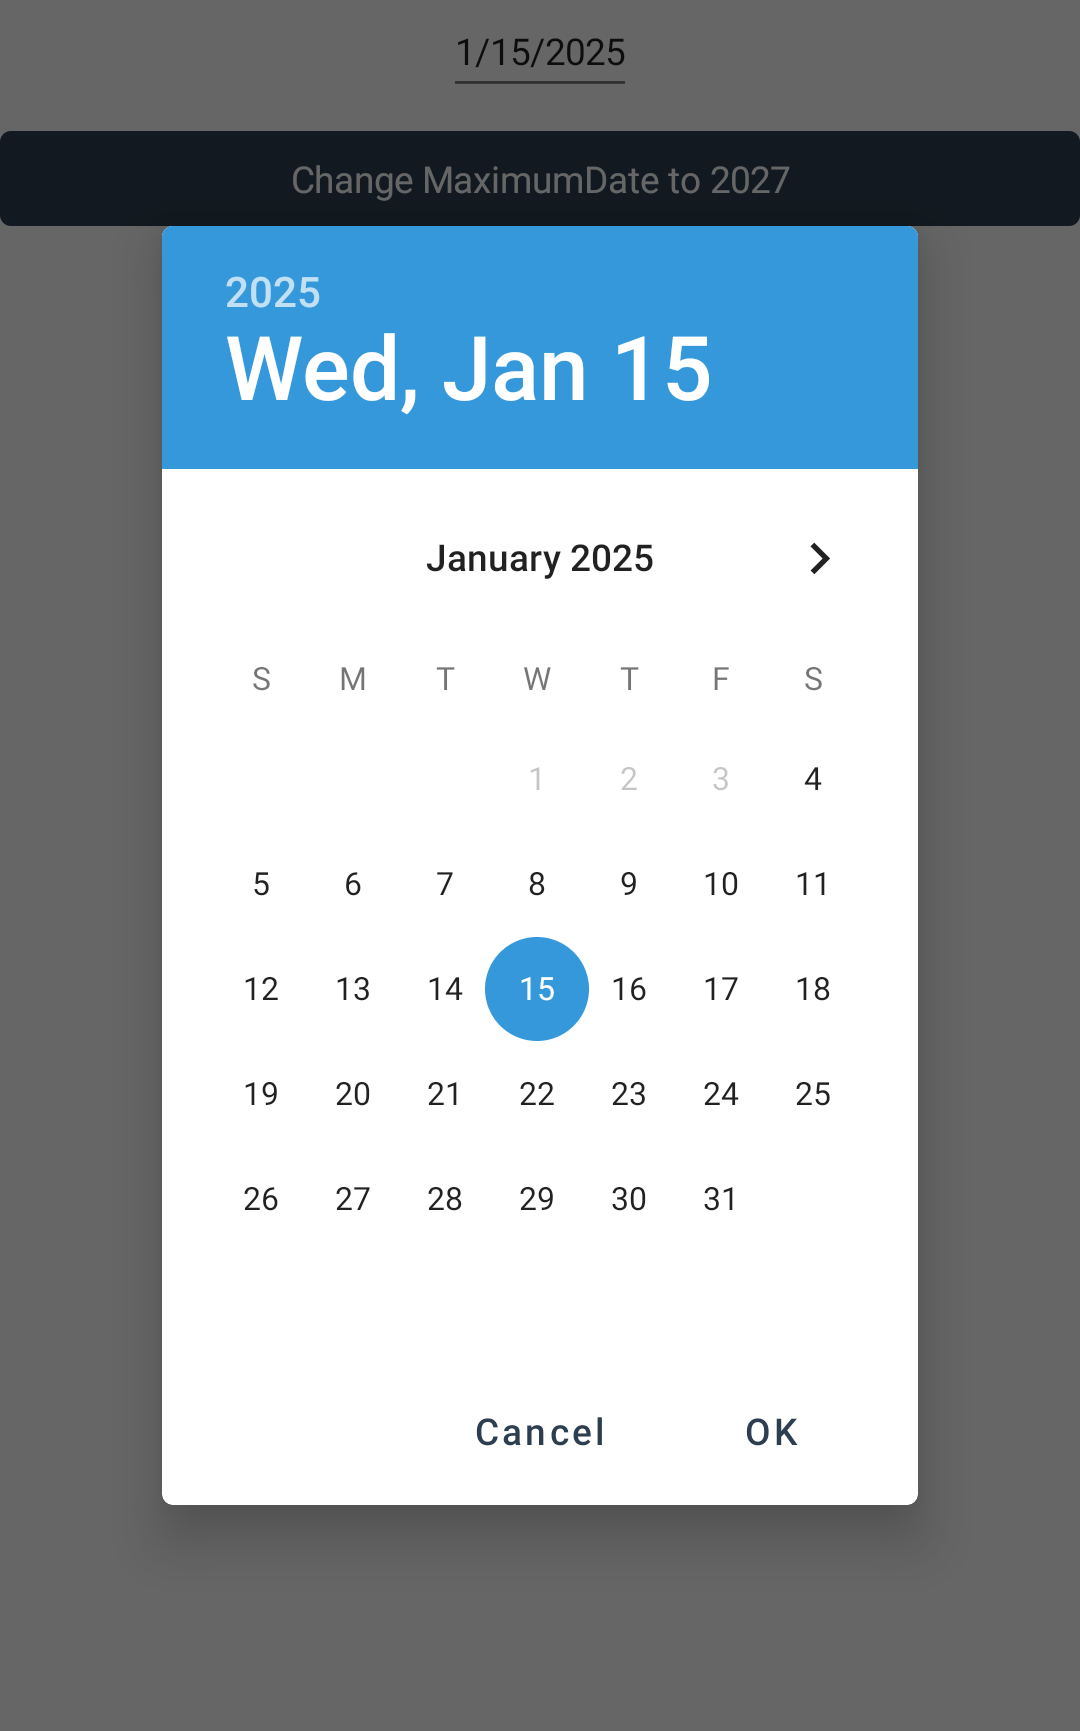 1/15/2025
Change MaximumDate to 2027
2025
Wed, Jan 15
January 2025
S M T W T F S
1 2 3 4
5 6 7 8 9 10 11
12 13 14 15 16 17 18
19 20 21 22 23 24 25
26 27 28 29 30 31
Cancel OK